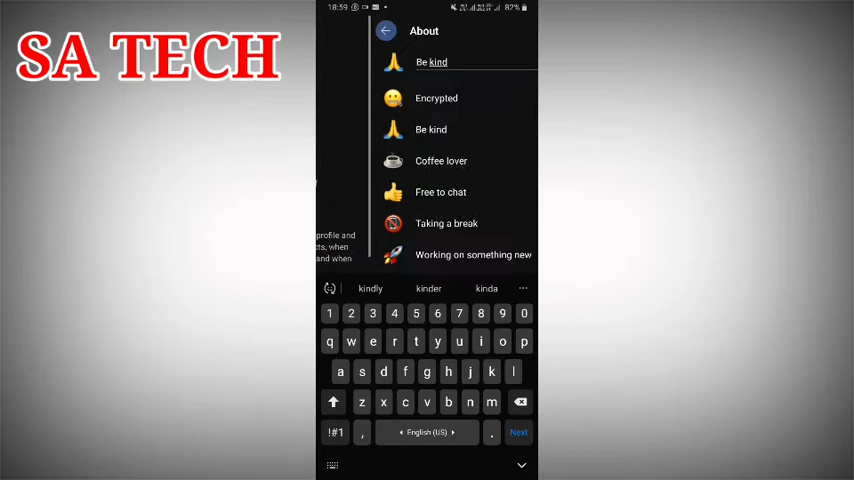 SA TECH
18:59
82%
About
Be kind
Encrypted
Be kind
Coffee lover
Free to chat
Taking a break
Working on something new
profile and
cts, when
and when
kindly kinder kinda ...
1 2 3 4 5 6 7 8 9 0
q w e r t y u i o p
a s d f g h j k l
z x c v b n m
!#1 , English (US) . Next